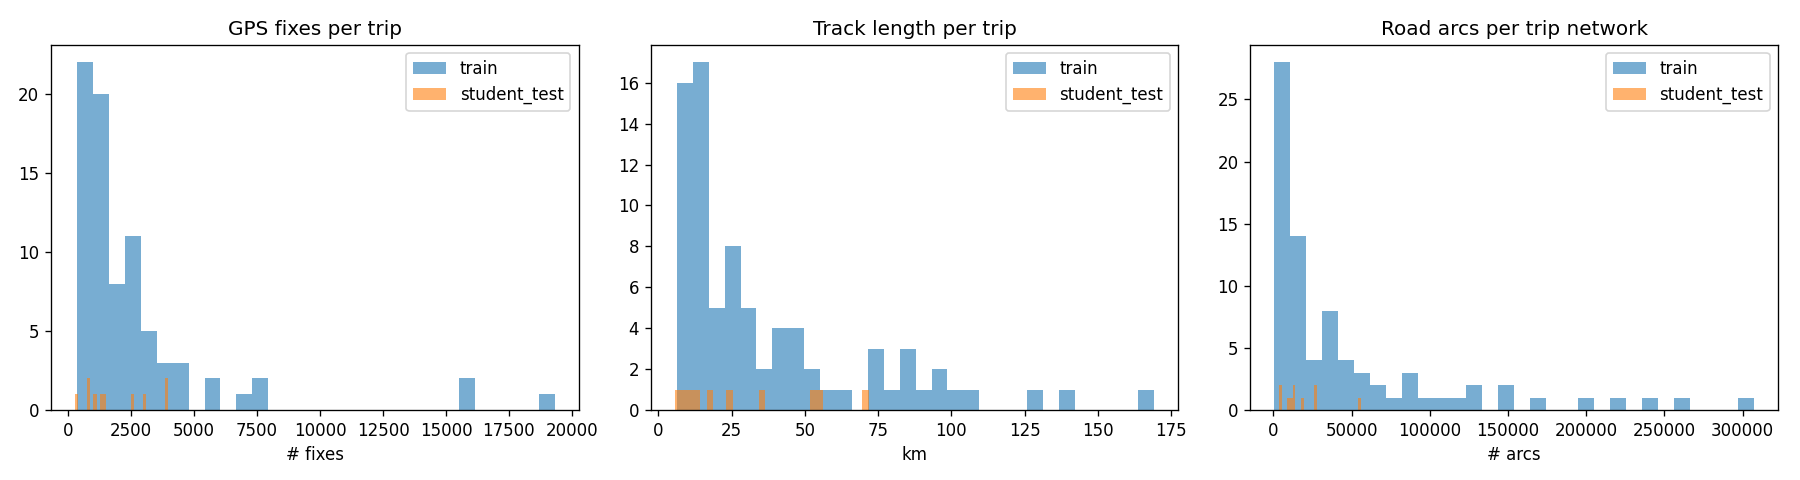 GPS fixes per trip
train
student_test
20
15
10
5
0
0 2500 5000 7500 10000 12500 15000 17500 20000
# fixes
Track length per trip
train
student_test
16
14
12
10
8
6
4
2
0
0 25 50 75 100 125 150 175
km
Road arcs per trip network
train
student_test
25
20
15
10
5
0
0 50000 100000 150000 200000 250000 300000
# arcs